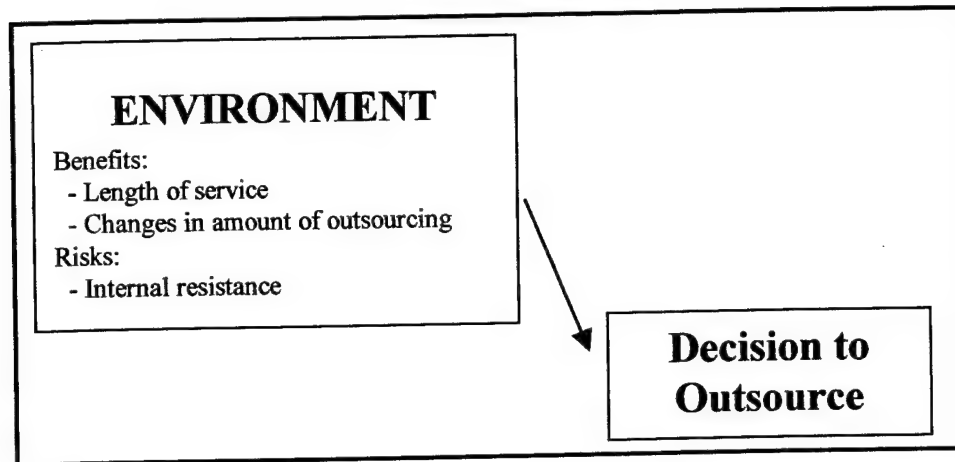 ENVIRONMENT
Benefits:
- Length of service
- Changes in amount of outsourcing
Risks:
- Internal resistance
Decision to
Outsource